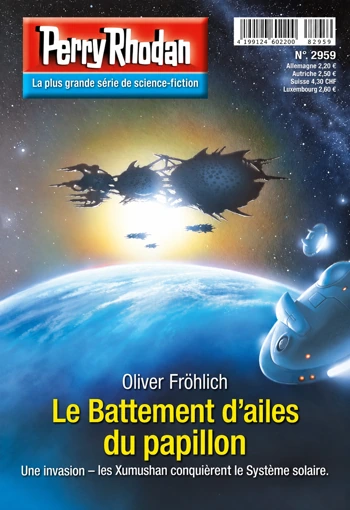 Perry Rhodan
La plus grande série de science-fiction
4 199124 602200
82959
N°. 2959
Allemagne 2,20 €
Autriche 2,50 €
Suisse 4,30 CHF
Luxembourg 2,60 €
Oliver Fröhlich
Le Battement d'ailes
du papillon
Une invasion – les Xumushan conquièrent le Système solaire.